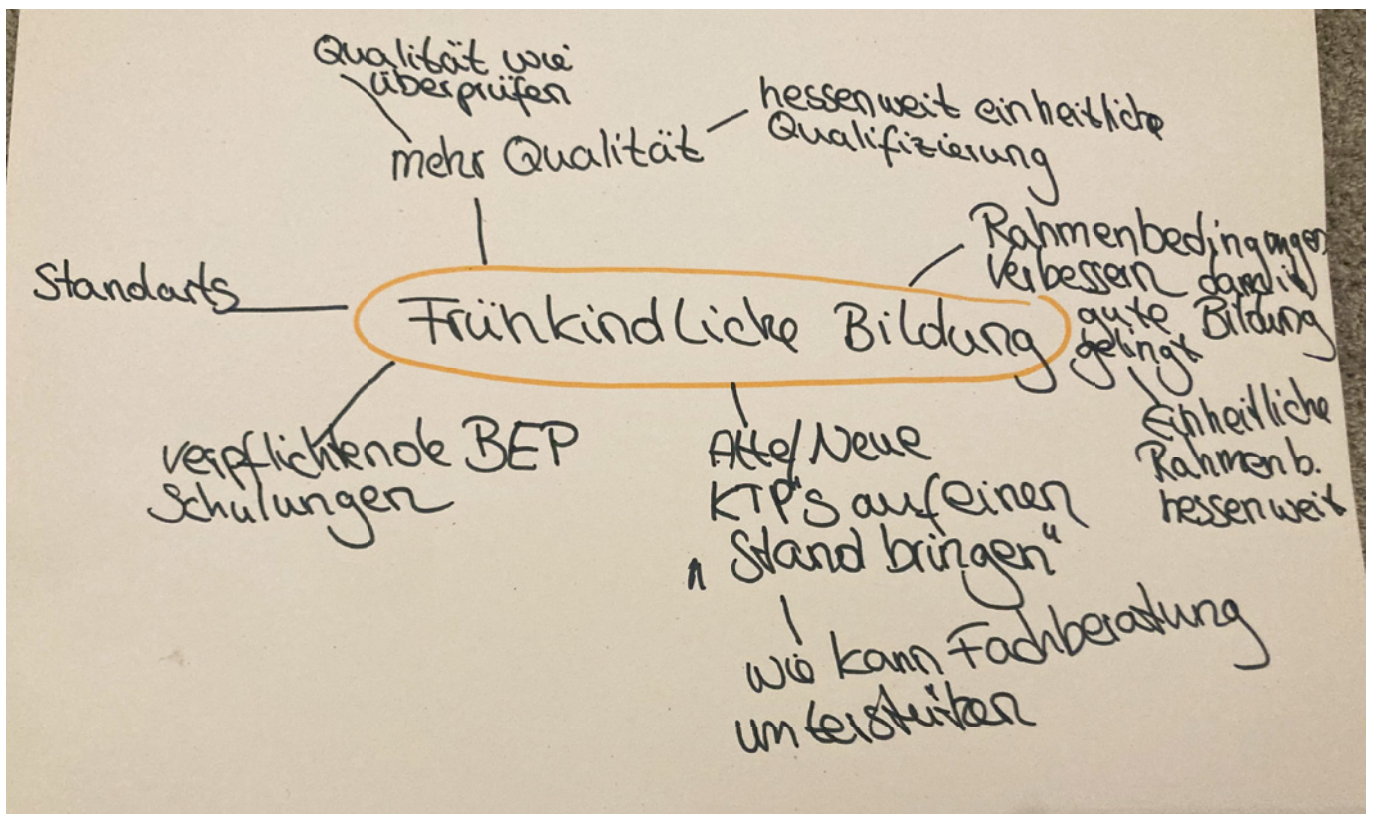 Qualität wie
überprüfen
mehr Qualität
hessenweit einheitliche
Qualifizierung
Standarts
Frühkindliche Bildung
Rahmenbedingungen
verbessern damit
gute Bildung
gelingt
Einheitliche
Rahmenb.
hessenweit
verpflichtende BEP
Schulungen
Alte/Neue
KTP's auf einen
"Stand bringen"
wie kann Fachberatung
unterstützen